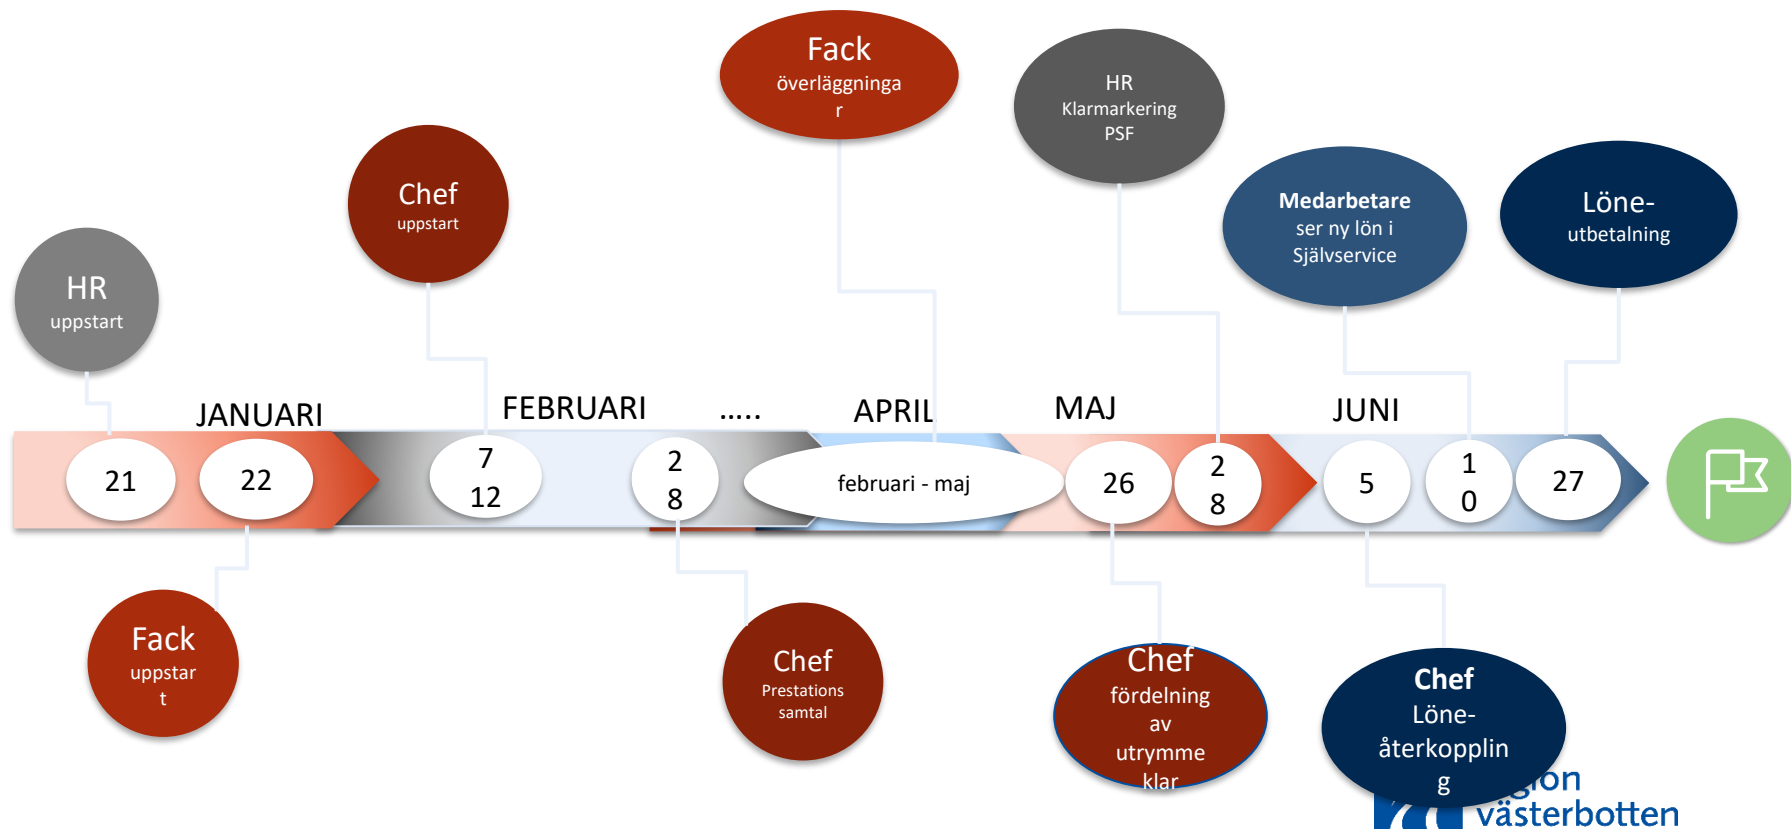 Fack
överläggninga
r
HR
Klarmarkering
PSF
Chef
uppstart
Medarbetare
ser ny lön i
Självservice
Löne-
utbetalning
HR
uppstart
JANUARI
FEBRUARI
.....
APRIL
MAJ
JUNI
21
22
7
12
2
8
februari - maj
26
2
8
5
1
0
27
Fack
uppstar
t
Chef
Prestations
samtal
Chef
fördelning
av
utrymme
klar
Chef
Löne-
återkopplin
g
västerbotten